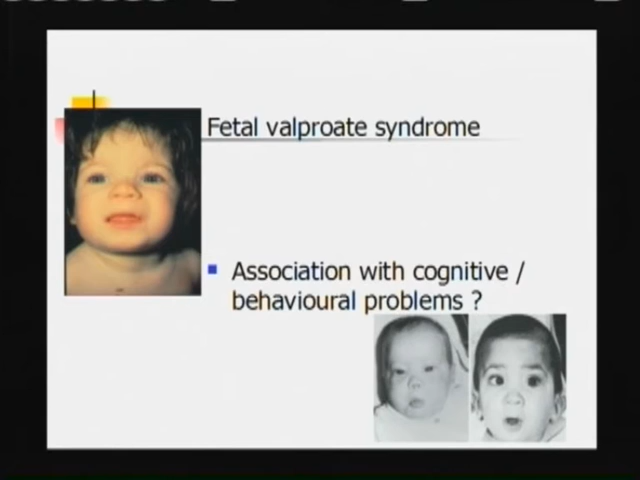 Fetal valproate syndrome
Association with cognitive /
behavioural problems ?